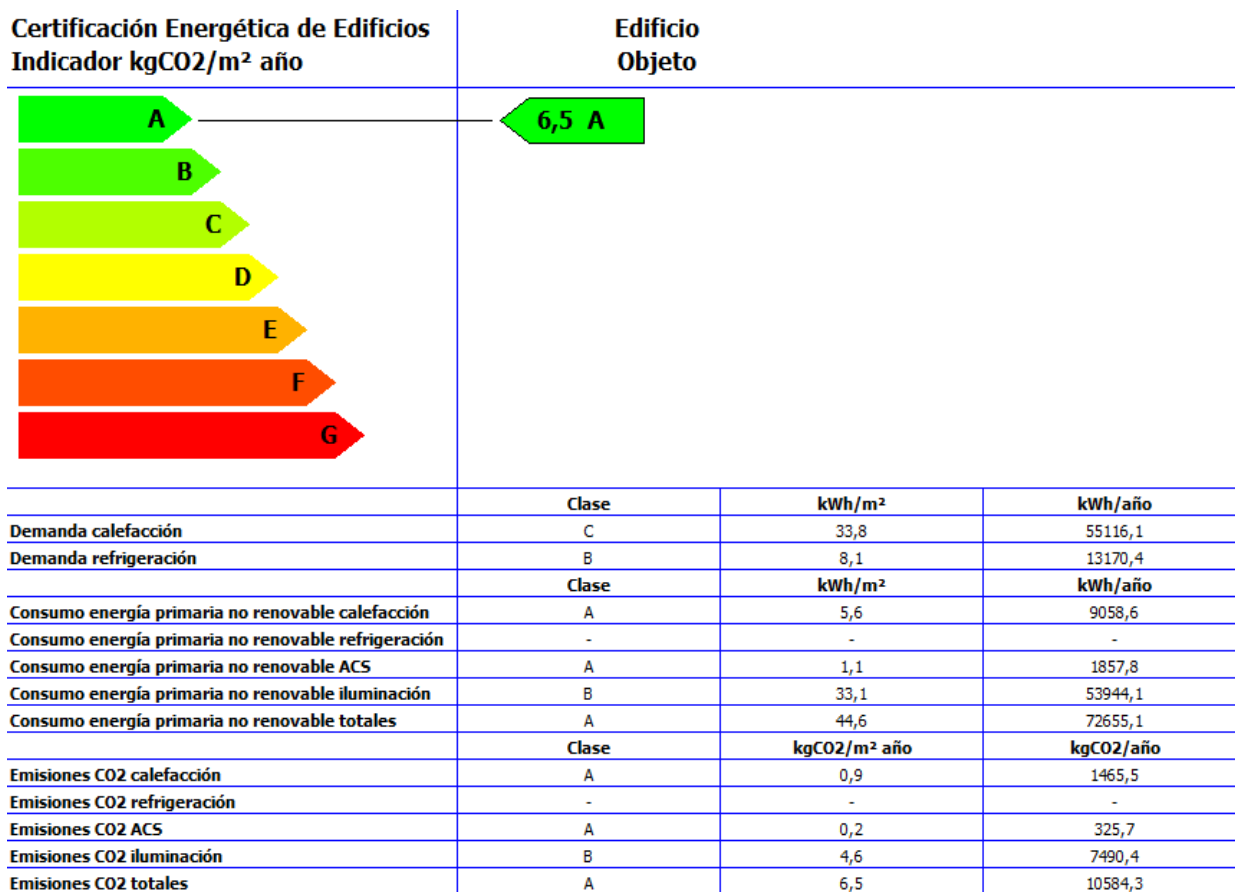 Certificación Energética de Edificios
Indicador kgCO2/m² año
Edificio
Objeto
A
6,5 A
B
C
D
E
F
G
Clase kWh/m² kWh/año
Demanda calefacción C 33,8 55116,1
Demanda refrigeración B 8,1 13170,4
Clase kWh/m² kWh/año
Consumo energía primaria no renovable calefacción A 5,6 9058,6
Consumo energía primaria no renovable refrigeración - - -
Consumo energía primaria no renovable ACS A 1,1 1857,8
Consumo energía primaria no renovable iluminación B 33,1 53944,1
Consumo energía primaria no renovable totales A 44,6 72655,1
Clase kgCO2/m² año kgCO2/año
Emisiones CO2 calefacción A 0,9 1465,5
Emisiones CO2 refrigeración - - -
Emisiones CO2 ACS A 0,2 325,7
Emisiones CO2 iluminación B 4,6 7490,4
Emisiones CO2 totales A 6,5 10584,3